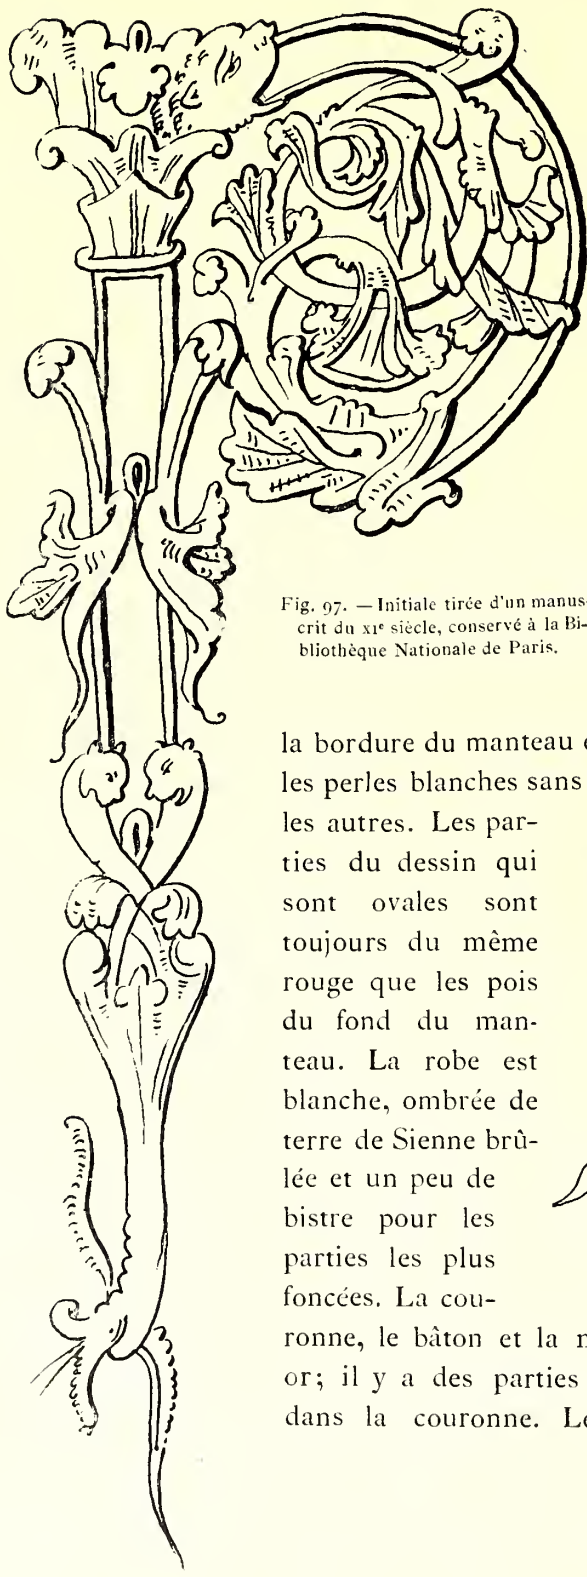 Fig. 97. — Initiale tirée d'un manus-
crit du XIe siècle, conservé à la Bi-
bliothèque Nationale de Paris.
la bordure du manteau
les perles blanches sans
les autres. Les par-
ties du dessin qui
sont ovales sont
toujours du même
rouge que les pois
du fond du man-
teau. La robe est
blanche, ombrée de
terre de Sienne brû-
lée et un peu de
bistre pour les
parties les plus
foncées. La cou-
ronne, le bâton et la
or; il y a des parties
dans la couronne.